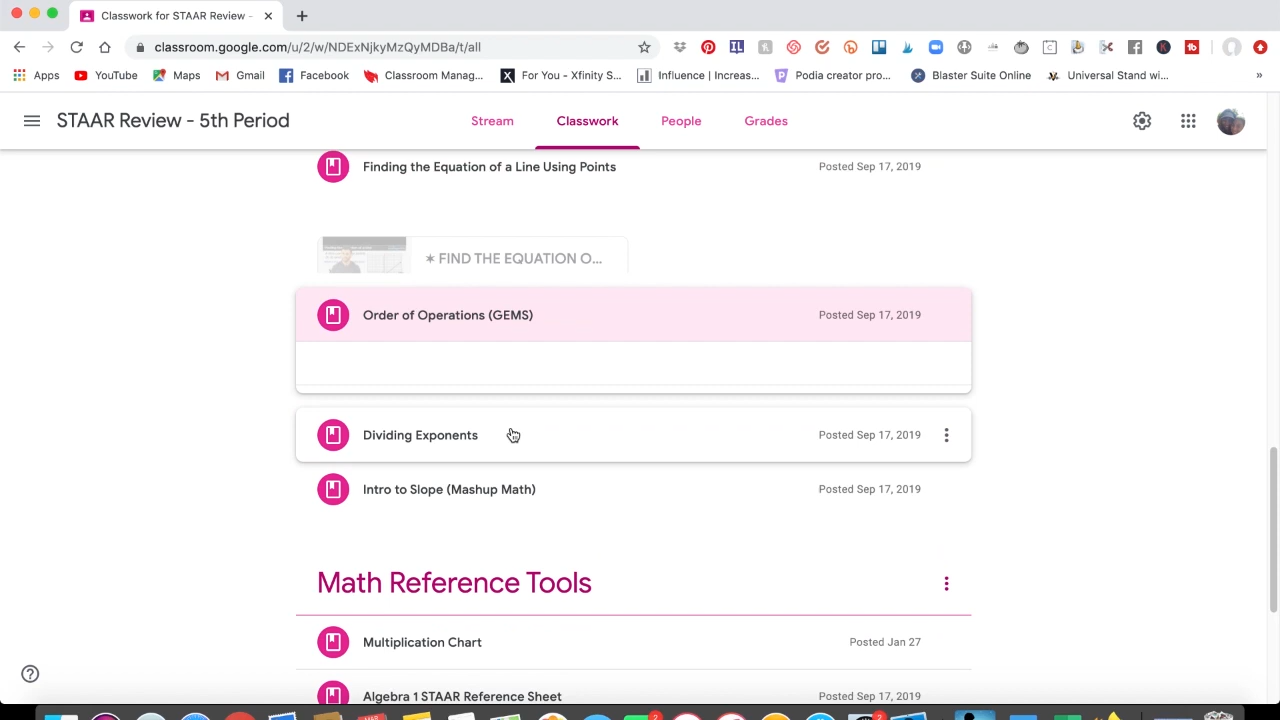 Classwork for STAAR Review -
classroom.google.com/u/2/w/NDExNjkyMzQyMDBa/t/all
Apps YouTube Maps Gmail Facebook Classroom Manag... For You - Xfinity S... Influence | Increas... Podia creator pro... Blaster Suite Online Universal Stand wi... »
STAAR Review - 5th Period Stream Classwork People Grades
Finding the Equation of a Line Using Points Posted Sep 17, 2019
✶ FIND THE EQUATION O...
Order of Operations (GEMS) Posted Sep 17, 2019
Dividing Exponents Posted Sep 17, 2019
Intro to Slope (Mashup Math) Posted Sep 17, 2019
Math Reference Tools
Multiplication Chart Posted Jan 27
Algebra 1 STAAR Reference Sheet Posted Sep 17, 2019